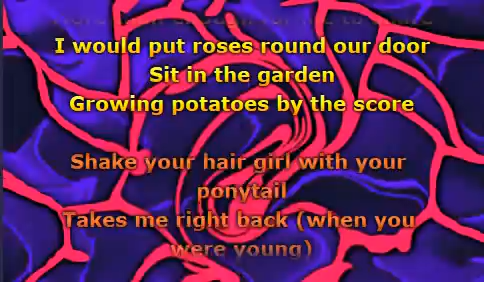 I would put roses round our door
Sit in the garden
Growing potatoes by the score
Shake your hair girl with your
ponytail
Takes me right back (when you
were young)